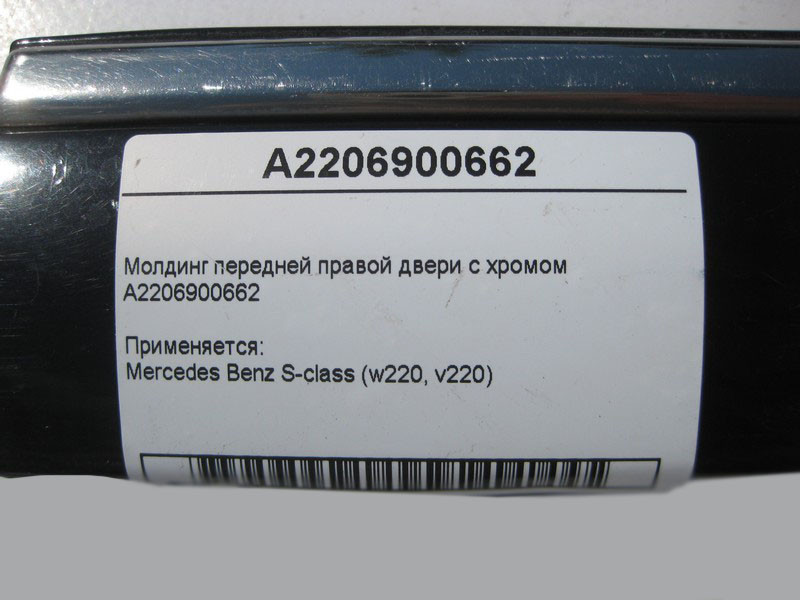 A2206900662
Молдинг передней правой двери с хромом
A2206900662
Применяется:
Mercedes Benz S-class (w220, v220)